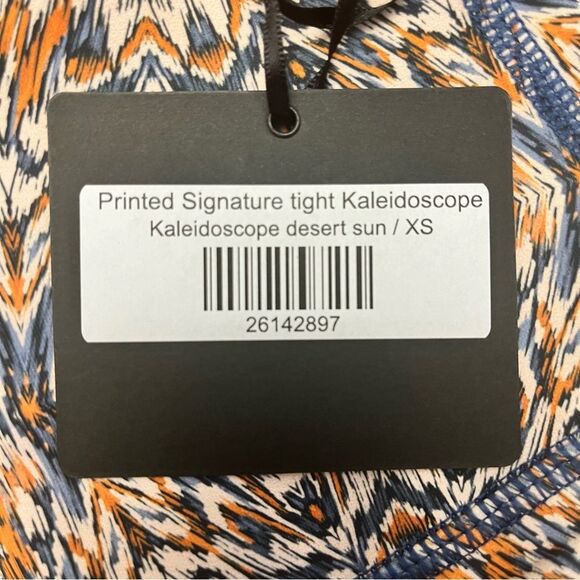 Printed Signature tight Kaleidoscope
Kaleidoscope desert sun / XS
26142897